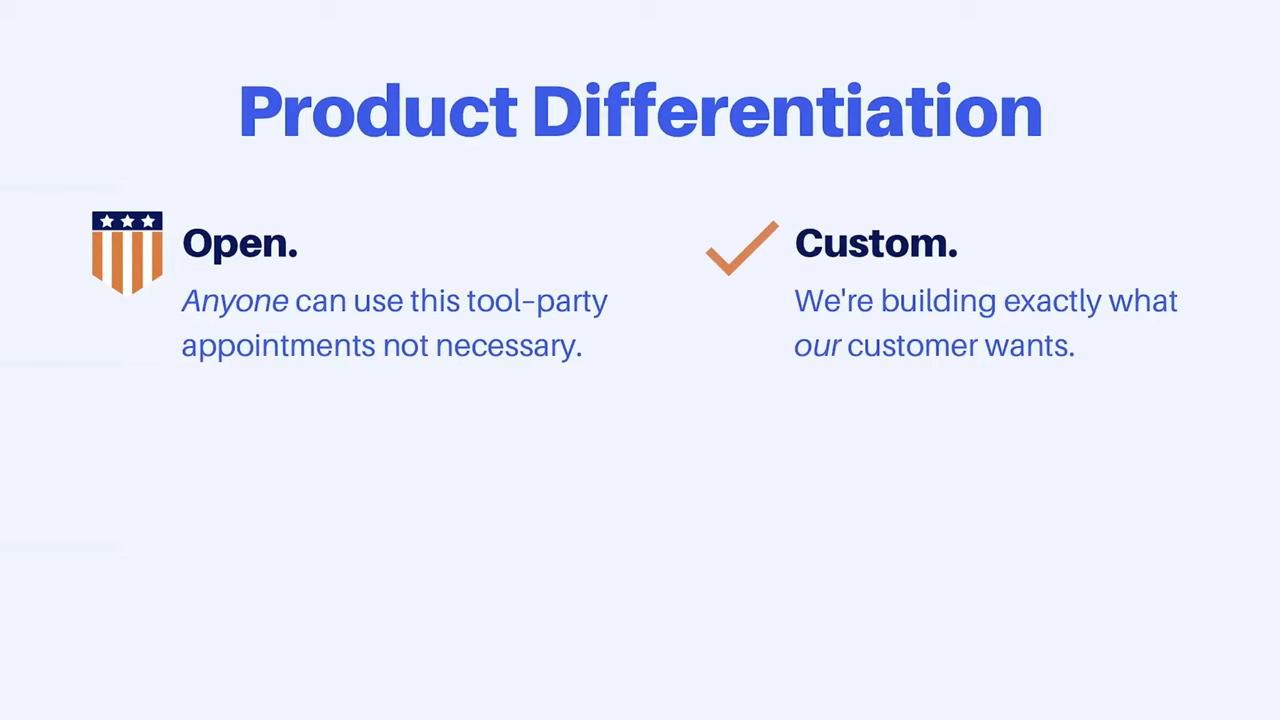 Product Differentiation
Open.
Anyone can use this tool–party
appointments not necessary.
Custom.
We're building exactly what
our customer wants.